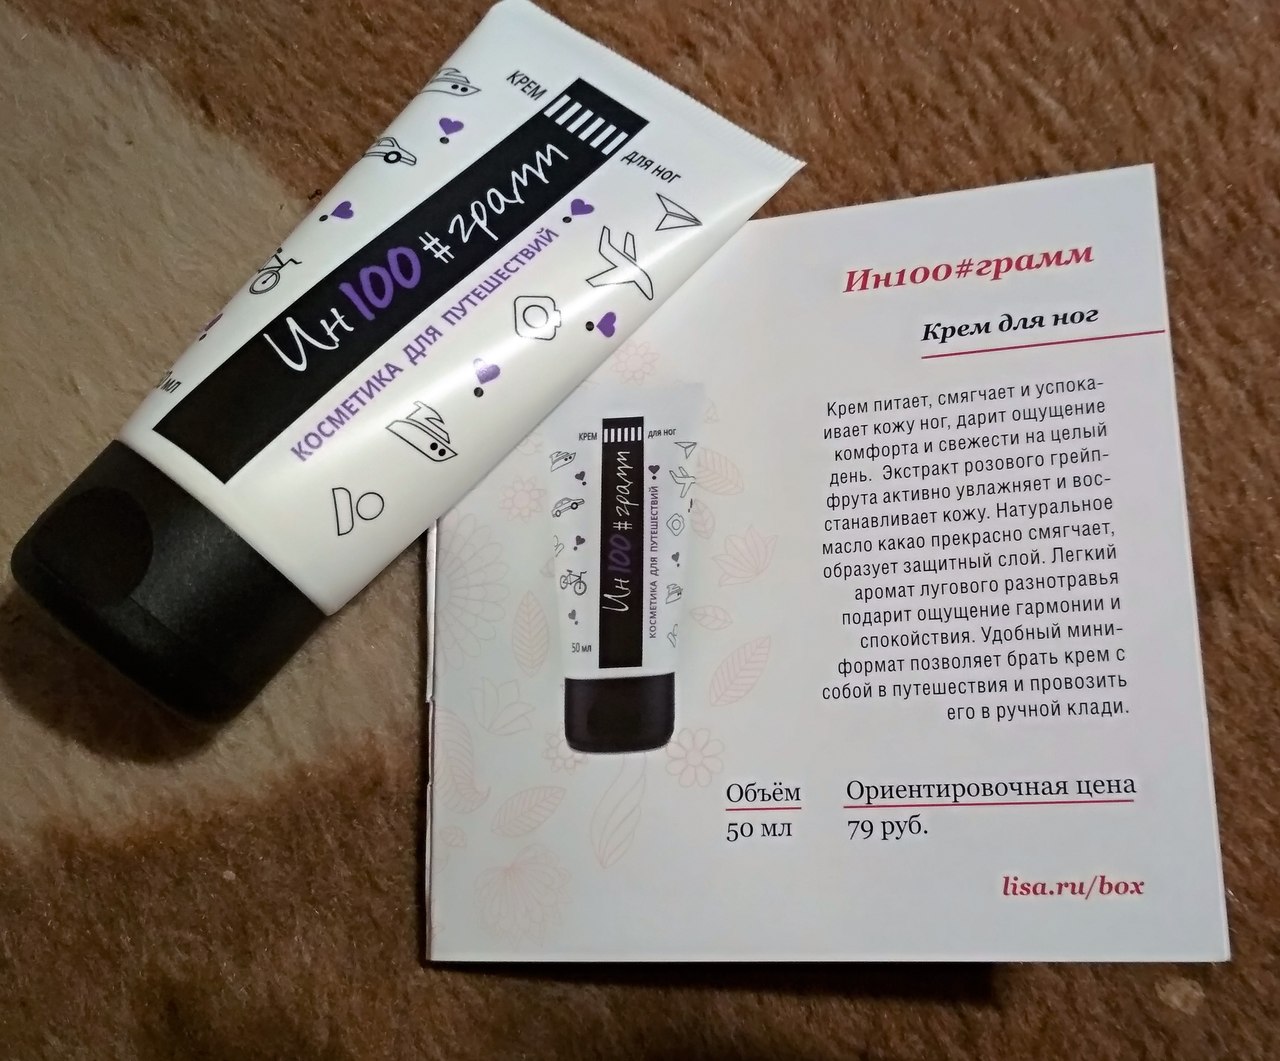 КРЕМ
ДЛЯ НОГ
Ин100#грамм
КОСМЕТИКА ДЛЯ ПУТЕШЕСТВИЙ
мл
Ин100#грамм
Крем для ног
Крем питает, смягчает и успока-
ивает кожу ног, дарит ощущение
комфорта и свежести на целый
день. Экстракт розового грейп-
фрута активно увлажняет и вос-
станавливает кожу. Натуральное
масло какао прекрасно смягчает,
образует защитный слой. Легкий
аромат лугового разнотравья
подарит ощущение гармонии и
спокойствия. Удобный мини-
формат позволяет брать крем с
собой в путешествия и провозить
его в ручной клади.
КРЕМ
ДЛЯ НОГ
Ин100#грамм
КОСМЕТИКА ДЛЯ ПУТЕШЕСТВИЙ
50 мл
Объём
50 мл
Ориентировочная цена
79 руб.
lisa.ru/box